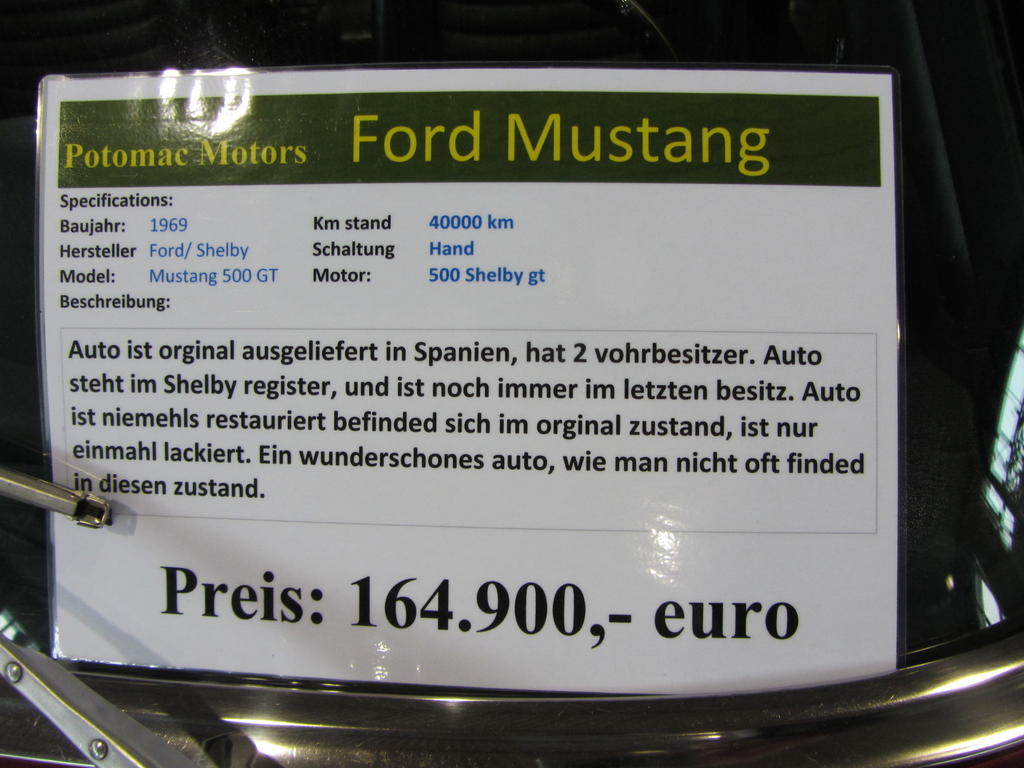 Potomac Motors Ford Mustang
Specifications:
Baujahr: 1969 Km stand 40000 km
Hersteller Ford/ Shelby Schaltung Hand
Model: Mustang 500 GT Motor: 500 Shelby gt
Beschreibung:
Auto ist orginal ausgeliefert in Spanien, hat 2 vohrbesitzer. Auto
steht im Shelby register, und ist noch immer im letzten besitz. Auto
ist niemehls restauriert befinded sich im orginal zustand, ist nur
einmahl lackiert. Ein wunderschones auto, wie man nicht oft finded
in diesen zustand.
Preis: 164.900,- euro